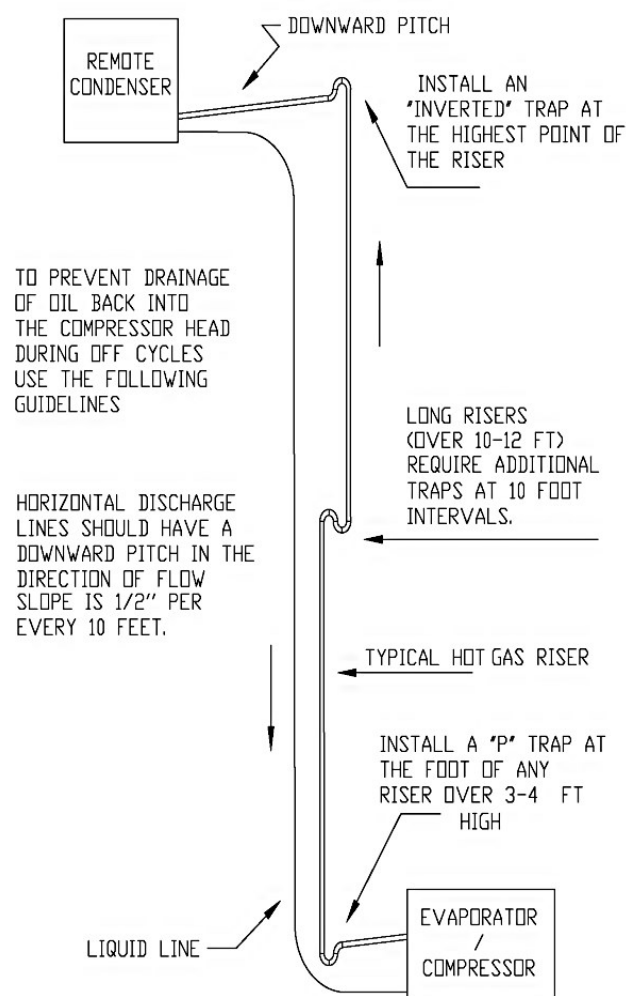 DOWNWARD PITCH
REMOTE
CONDENSER
INSTALL AN
"INVERTED" TRAP AT
THE HIGHEST POINT OF
THE RISER
TO PREVENT DRAINAGE
OF OIL BACK INTO
THE COMPRESSOR HEAD
DURING OFF CYCLES
USE THE FOLLOWING
GUIDELINES
LONG RISERS
(OVER 10-12 FT)
REQUIRE ADDITIONAL
TRAPS AT 10 FOOT
INTERVALS.
HORIZONTAL DISCHARGE
LINES SHOULD HAVE A
DOWNWARD PITCH IN THE
DIRECTION OF FLOW
SLOPE IS 1/2" PER
EVERY 10 FEET.
TYPICAL HOT GAS RISER
INSTALL A "P" TRAP AT
THE FOOT OF ANY
RISER OVER 3-4 FT
HIGH
EVAPORATOR
/
COMPRESSOR
LIQUID LINE